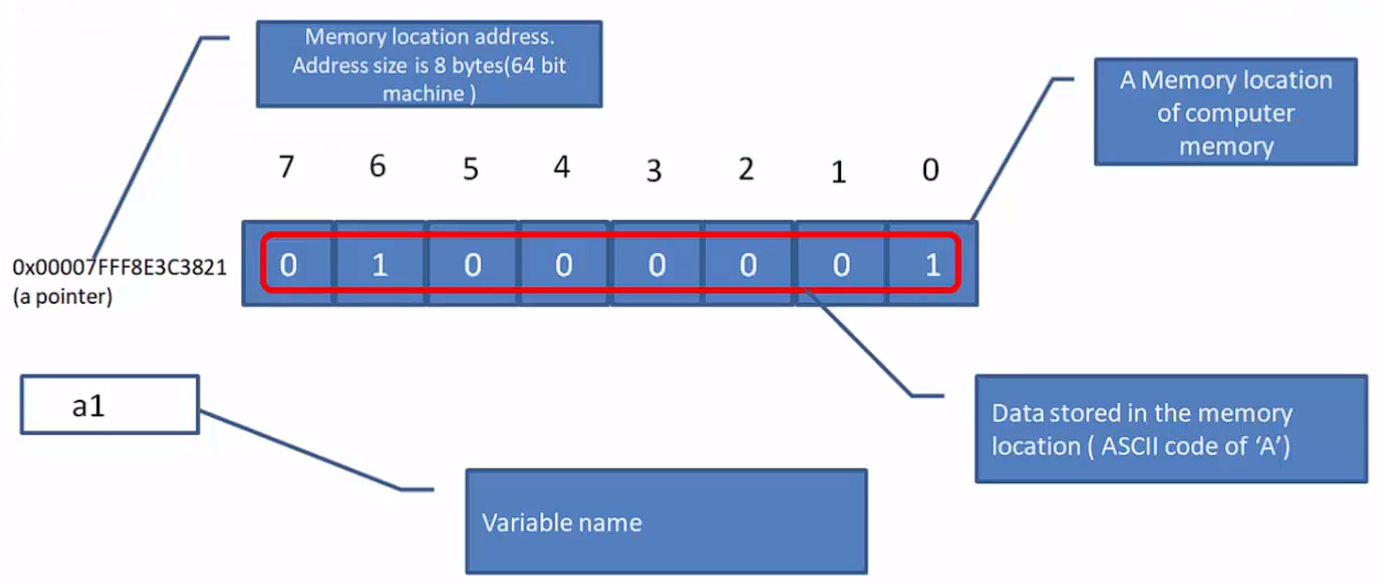 Memory location address.
Address size is 8 bytes(64 bit
machine )
A Memory location
of computer
memory
7 6 5 4 3 2 1 0
0x00007FFF8E3C3821
(a pointer)
0 1 0 0 0 0 0 1
a1
Data stored in the memory
location ( ASCII code of ‘A’)
Variable name